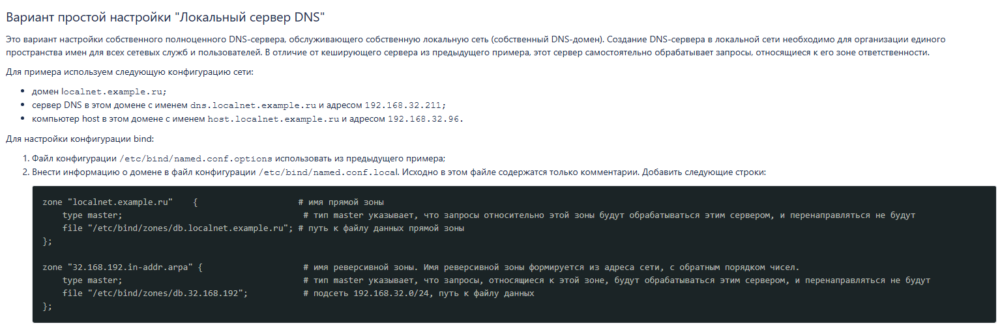 Вариант простой настройки "Локальный сервер DNS"
Это вариант настройки собственного полноценного DNS-сервера, обслуживающего собственную локальную сеть (собственный DNS-домен). Создание DNS-сервера в локальной сети необходимо для организации единого
пространства имен для всех сетевых служб и пользователей. В отличие от кеширующего сервера из предыдущего примера, этот сервер самостоятельно обрабатывает запросы, относящиеся к его зоне ответственности.
Для примера используем следующую конфигурацию сети:
• домен localnet.example.ru;
• сервер DNS в этом домене с именем dns.localnet.example.ru и адресом 192.168.32.211;
• компьютер host в этом домене с именем host.localnet.example.ru и адресом 192.168.32.96.
Для настройки конфигурации bind:
1. Файл конфигурации /etc/bind/named.conf.options использовать из предыдущего примера;
2. Внести информацию о домене в файл конфигурации /etc/bind/named.conf.local. Исходно в этом файле содержатся только комментарии. Добавить следующие строки:
zone "localnet.example.ru"    {                   # имя прямой зоны
    type master;                                  # тип master указывает, что запросы относительно этой зоны будут обрабатываться этим сервером, и перенаправляться не будут
    file "/etc/bind/zones/db.localnet.example.ru"; # путь к файлу данных прямой зоны
};
zone "32.168.192.in-addr.arpa" {                   # имя реверсивной зоны. Имя реверсивной зоны формируется из адреса сети, с обратным порядком чисел.
    type master;                                  # тип master указывает, что запросы, относящиеся к этой зоне, будут обрабатываться этим сервером, и перенаправляться не будут
    file "/etc/bind/zones/db.32.168.192";          # подсеть 192.168.32.0/24, путь к файлу данных
};